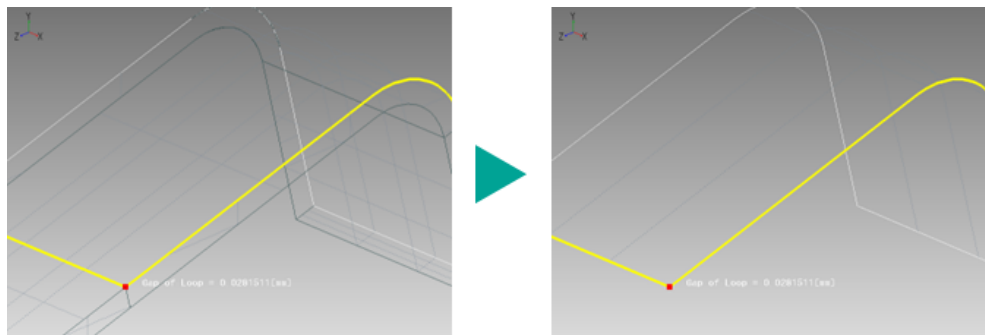 Y
Z X
Gap of Loop = 0.0201511[mm]
Y
Z X
Gap of Loop = 0.0201511[mm]